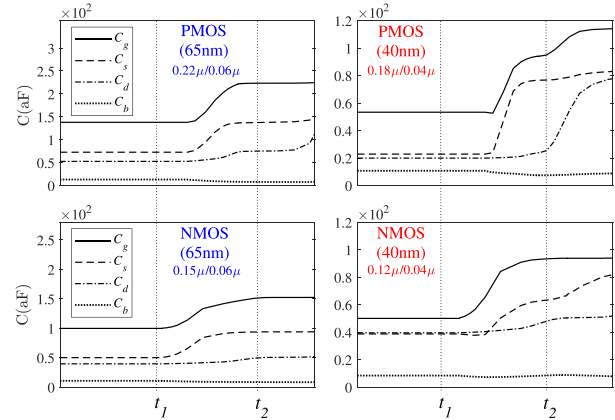 ×10²
C(aF)
3
2.5
2
1.5
1
0.5
0
C_g
C_s
C_d
C_b
PMOS
(65nm)
0.22μ/0.06μ
×10²
1.2
1
0.8
0.6
0.4
0.2
0
PMOS
(40nm)
0.18μ/0.04μ
×10²
C(aF)
2.5
2
1.5
1
0.5
0
C_g
C_s
C_d
C_b
NMOS
(65nm)
0.15μ/0.06μ
t_1
t_2
×10²
1.2
1
0.8
0.6
0.4
0.2
0
NMOS
(40nm)
0.12μ/0.04μ
t_1
t_2